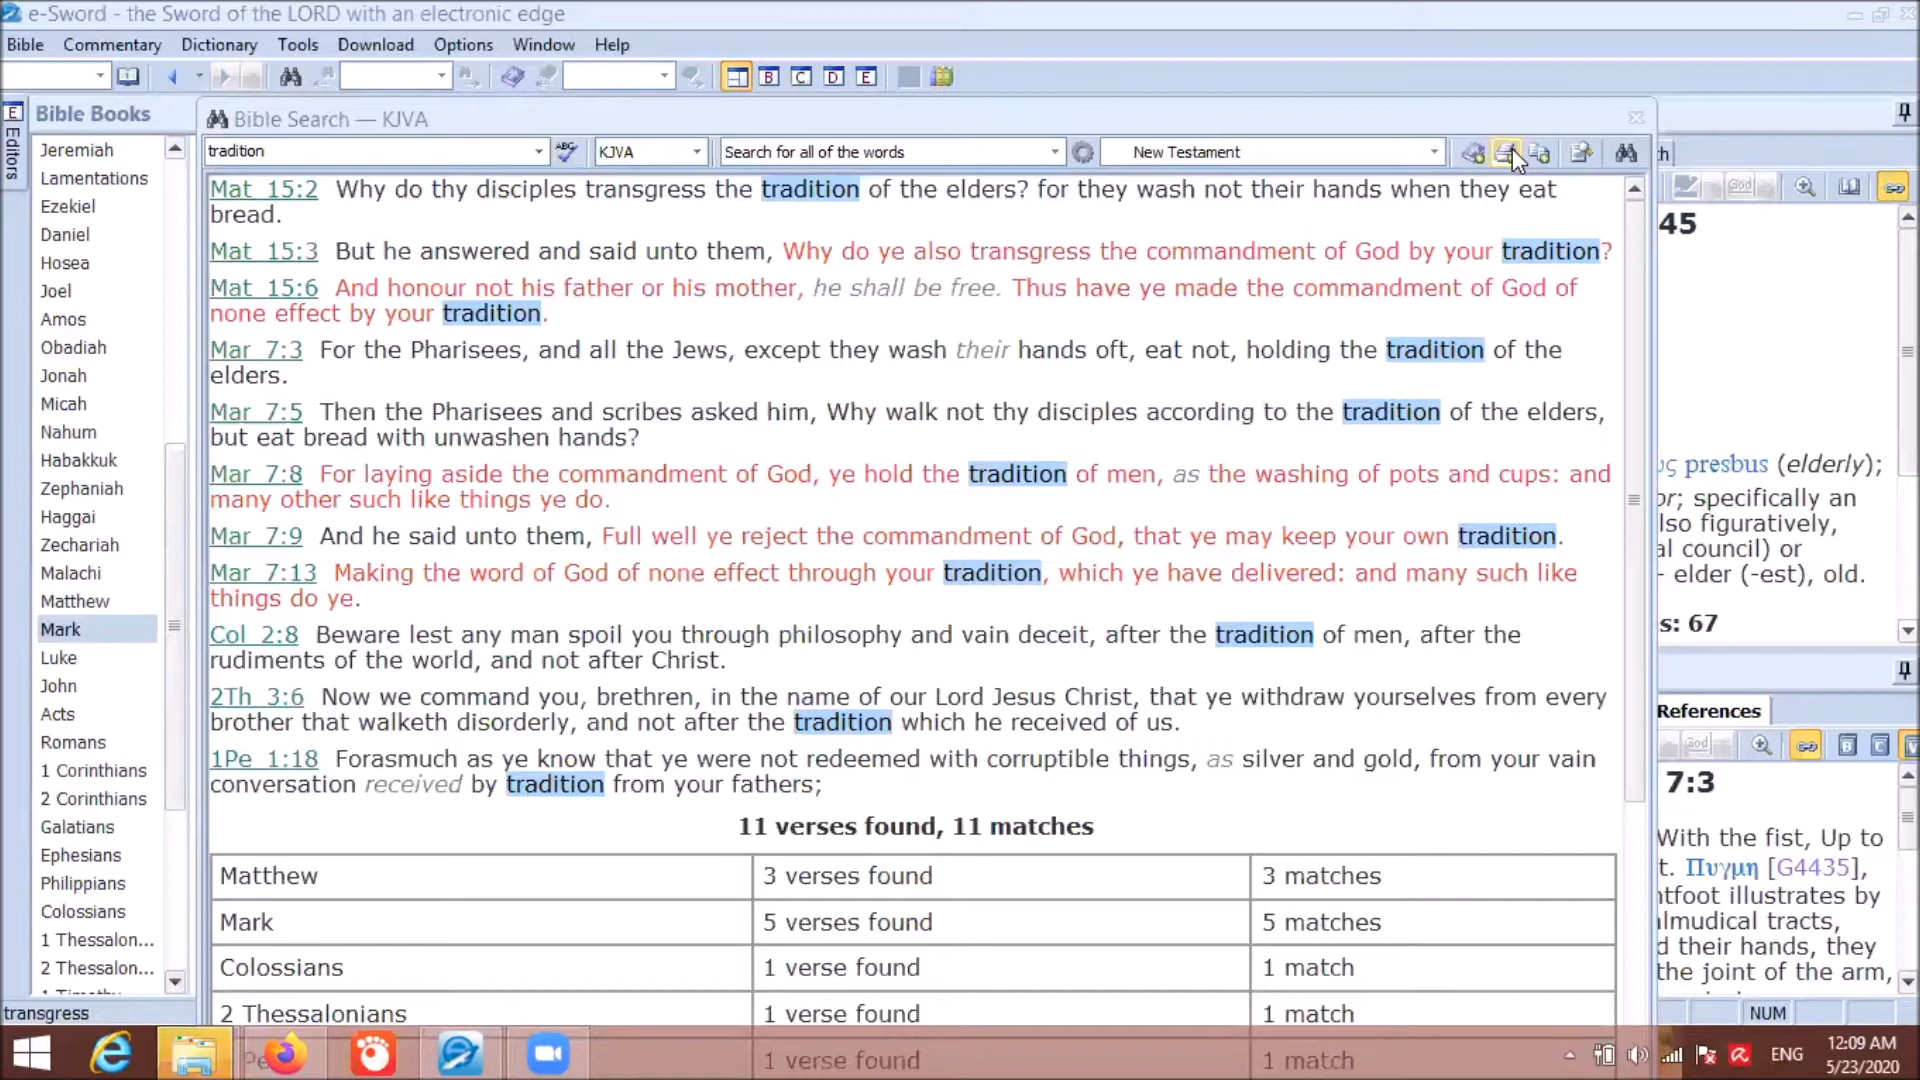 e-Sword - the Sword of the LORD with an electronic edge
Bible Commentary Dictionary Tools Download Options Window Help
B C D E
E Editors
Bible Books
Bible Search — KJVA
tradition ABC KJVA Search for all of the words New Testament
Jeremiah
Lamentations
Ezekiel
Daniel
Hosea
Joel
Amos
Obadiah
Jonah
Micah
Nahum
Habakkuk
Zephaniah
Haggai
Zechariah
Malachi
Matthew
Mark
Luke
John
Acts
Romans
1 Corinthians
2 Corinthians
Galatians
Ephesians
Philippians
Colossians
1 Thessalon...
2 Thessalon...
1 Timothy
transgress
Mat 15:2 Why do thy disciples transgress the tradition of the elders? for they wash not their hands when they eat
bread.
Mat 15:3 But he answered and said unto them, Why do ye also transgress the commandment of God by your tradition?
Mat 15:6 And honour not his father or his mother, he shall be free. Thus have ye made the commandment of God of
none effect by your tradition.
Mar 7:3 For the Pharisees, and all the Jews, except they wash their hands oft, eat not, holding the tradition of the
elders.
Mar 7:5 Then the Pharisees and scribes asked him, Why walk not thy disciples according to the tradition of the elders,
but eat bread with unwashen hands?
Mar 7:8 For laying aside the commandment of God, ye hold the tradition of men, as the washing of pots and cups: and
many other such like things ye do.
Mar 7:9 And he said unto them, Full well ye reject the commandment of God, that ye may keep your own tradition.
Mar 7:13 Making the word of God of none effect through your tradition, which ye have delivered: and many such like
things do ye.
Col 2:8 Beware lest any man spoil you through philosophy and vain deceit, after the tradition of men, after the
rudiments of the world, and not after Christ.
2Th 3:6 Now we command you, brethren, in the name of our Lord Jesus Christ, that ye withdraw yourselves from every
brother that walketh disorderly, and not after the tradition which he received of us.
1Pe 1:18 Forasmuch as ye know that ye were not redeemed with corruptible things, as silver and gold, from your vain
conversation received by tradition from your fathers;
11 verses found, 11 matches
Matthew 3 verses found 3 matches
Mark 5 verses found 5 matches
Colossians 1 verse found 1 match
2 Thessalonians 1 verse found 1 match
1 verse found 1 match
God
45
ος presbus (elderly);
or; specifically an
lso figuratively,
al council) or
- elder (-est), old.
s: 67
References
God B C
7:3
With the fist, Up to
t. Πυγμη [G4435],
ntfoot illustrates by
almudical tracts,
d their hands, they
the joint of the arm,
NUM
ENG
12:09 AM
5/23/2020